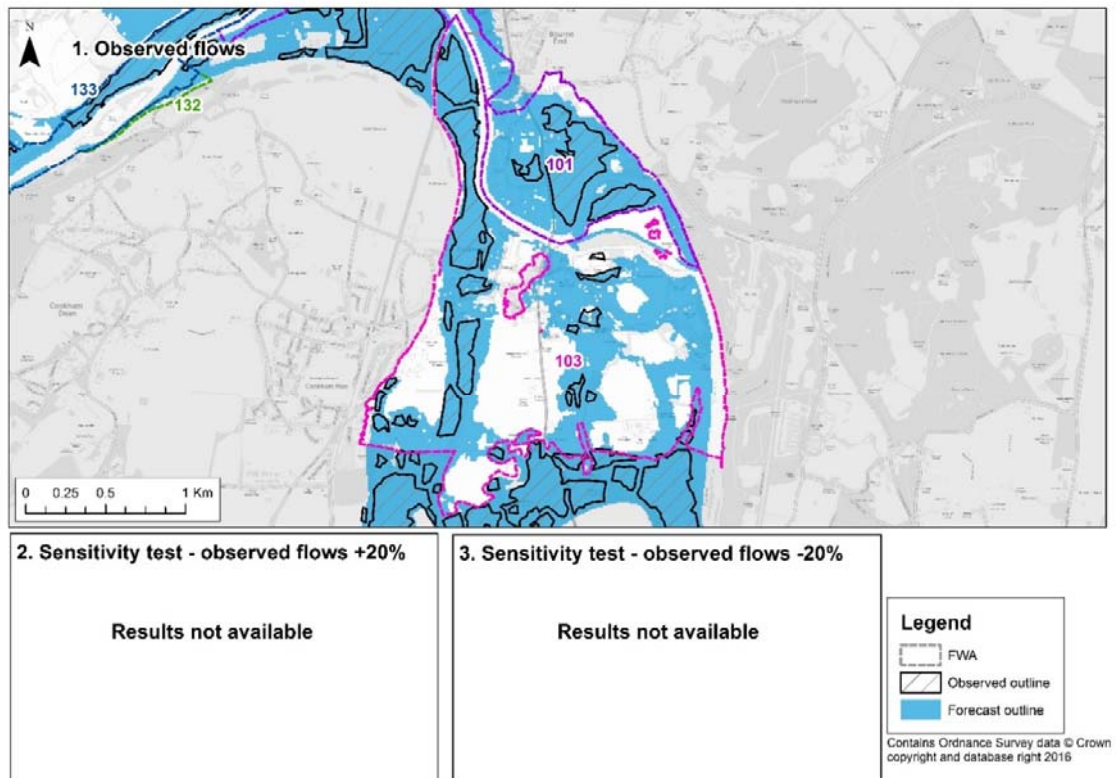 N
1. Observed flows
133
132
Bourne
End
101
103
Cookham
Dean
Cookham Rise
0 0.25 0.5 1 Km
2. Sensitivity test - observed flows +20%
Results not available
3. Sensitivity test - observed flows -20%
Results not available
Legend
FWA
Observed outline
Forecast outline
Contains Ordnance Survey data © Crown
copyright and database right 2016